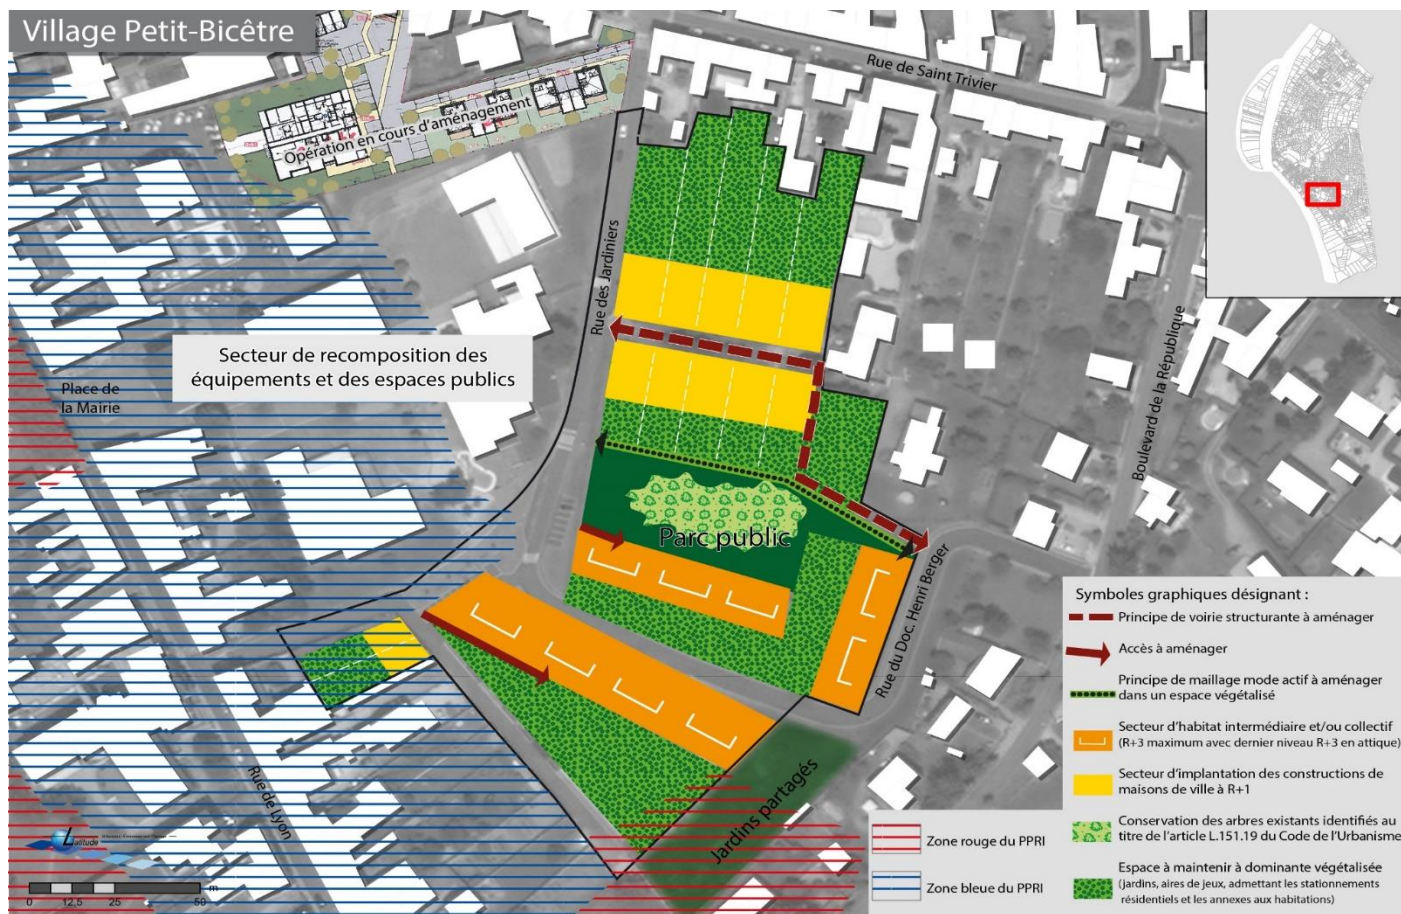 Village Petit-Bicêtre
Opération en cours d'aménagement
Rue de Saint Trivier
Rue des Jardiniers
Secteur de recomposition des
équipements et des espaces publics
Place de
la Mairie
Boulevard de la République
Parc public
Rue du Doc. Henri Berger
Rue de Lyon
Jardins partagés
Symboles graphiques désignant :
Principe de voirie structurante à aménager
Accès à aménager
Principe de maillage mode actif à aménager
dans un espace végétalisé
Secteur d'habitat intermédiaire et/ou collectif
(R+3 maximum avec dernier niveau R+3 en attique)
Secteur d'implantation des constructions de
maisons de ville à R+1
Conservation des arbres existants identifiés au
titre de l'article L.151.19 du Code de l'Urbanisme
Espace à maintenir à dominante végétalisée
(jardins, aires de jeux, admettant les stationnements
résidentiels et les annexes aux habitations)
Zone rouge du PPRI
Zone bleue du PPRI
Latitude
m
0 12,5 25 50